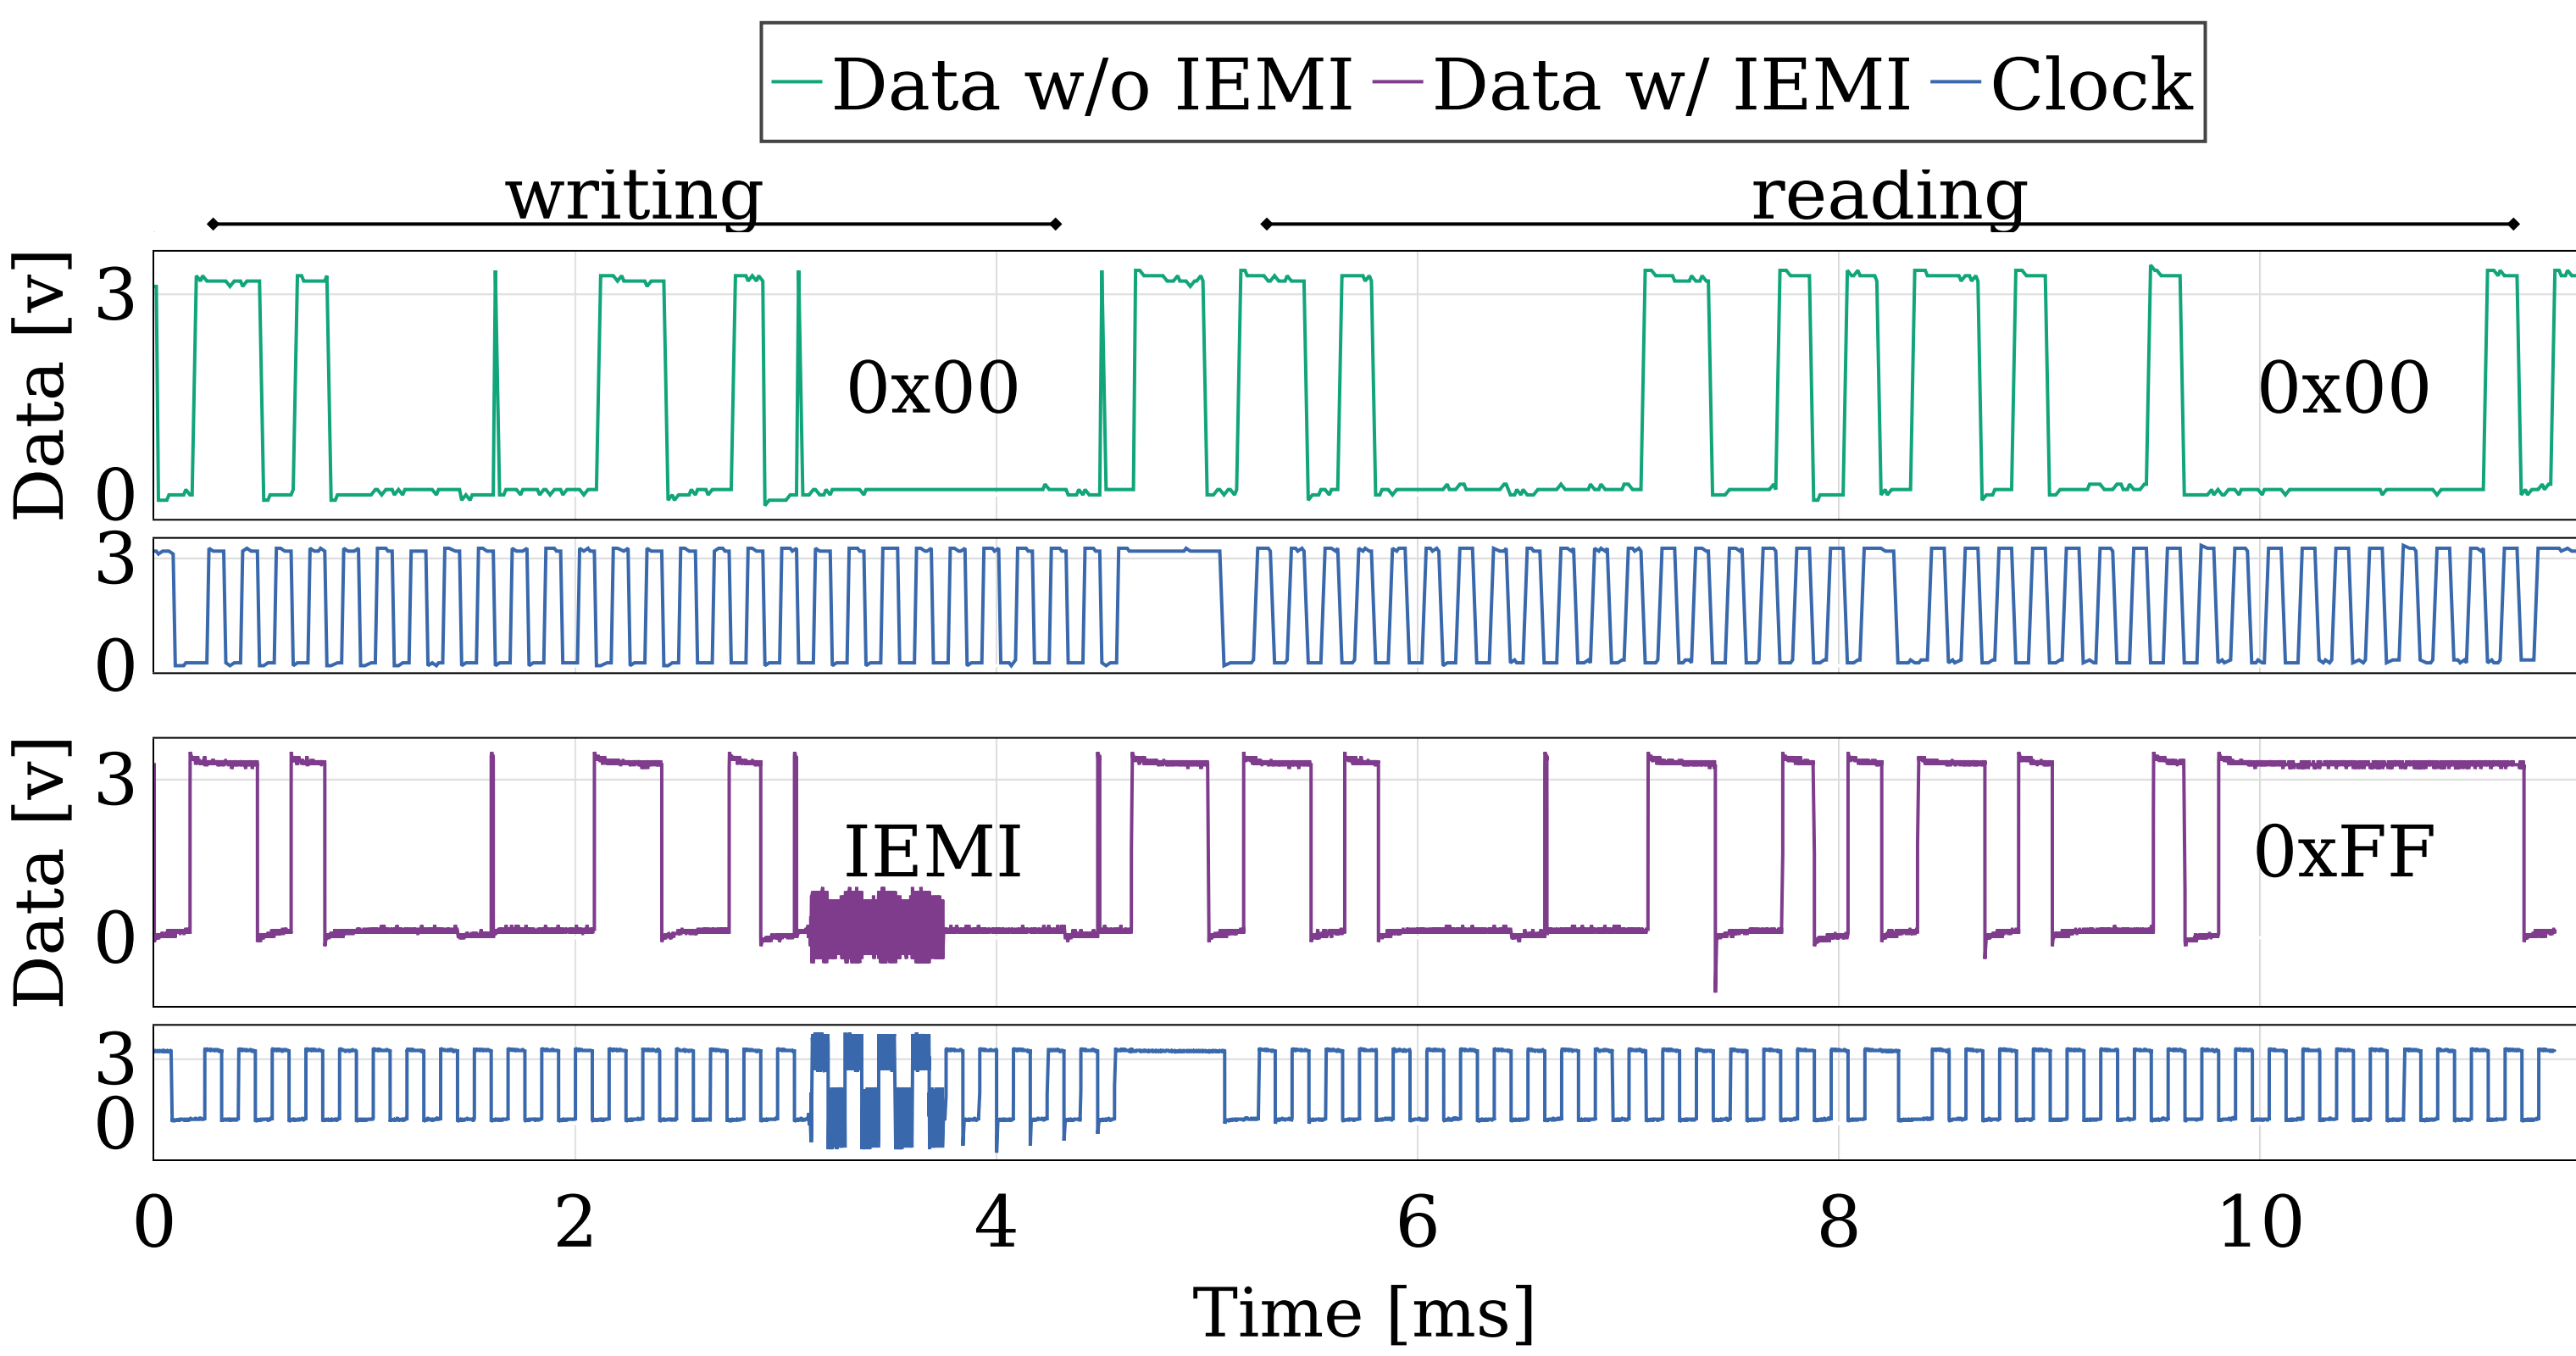 Data w/o IEMI Data w/ IEMI Clock
writing reading
Data [v]
3
0
0x00 0x00
3
0
Data [v]
3
0
IEMI 0xFF
3
0
0 2 4 6 8 10
Time [ms]